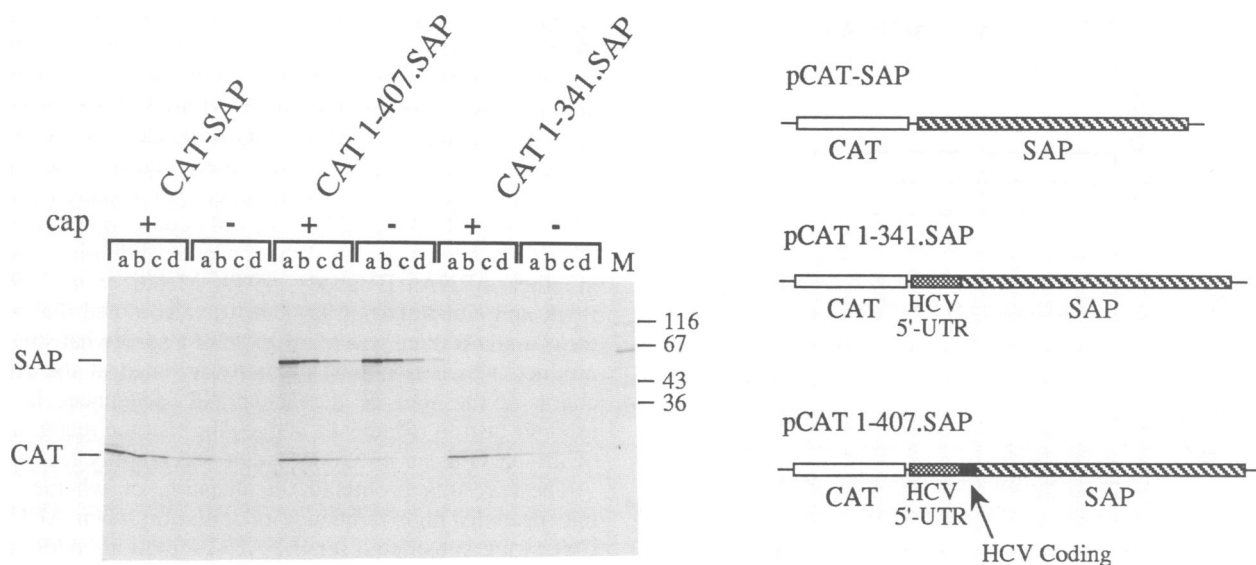 CAT-SAP
CAT 1-407.SAP
CAT 1-341.SAP
cap + - + - + -
abcd abcd abcd abcd abcd abcd M
116
67
43
36
SAP
CAT
pCAT-SAP
CAT SAP
pCAT 1-341.SAP
CAT HCV SAP
5'-UTR
pCAT 1-407.SAP
CAT HCV SAP
5'-UTR
HCV Coding